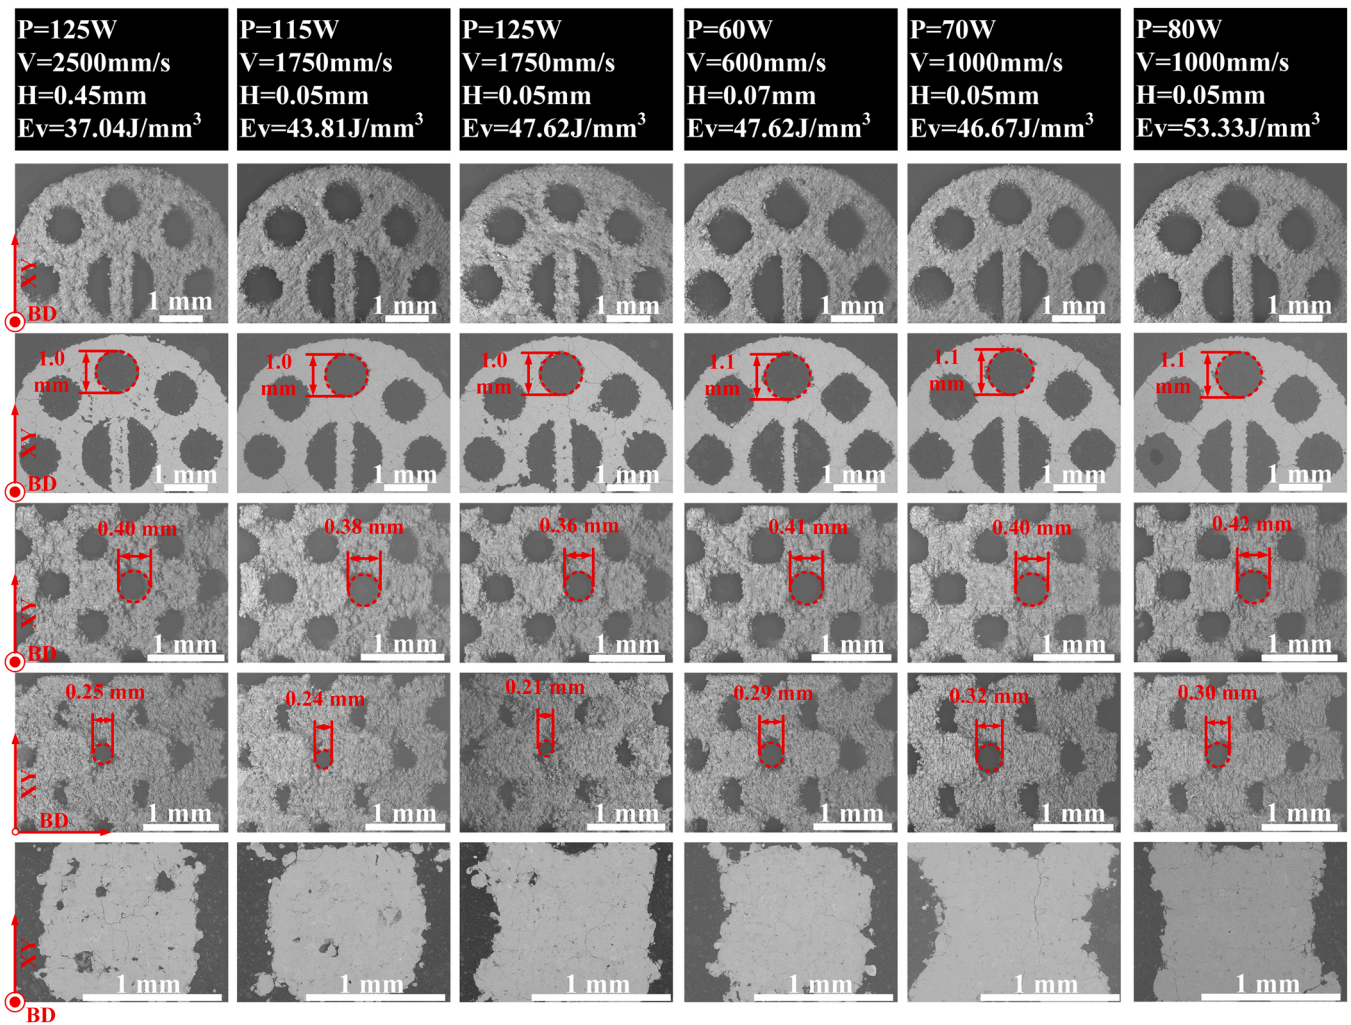 P=125W
V=2500mm/s
H=0.45mm
Ev=37.04J/mm³
P=115W
V=1750mm/s
H=0.05mm
Ev=43.81J/mm³
P=125W
V=1750mm/s
H=0.05mm
Ev=47.62J/mm³
P=60W
V=600mm/s
H=0.07mm
Ev=47.62J/mm³
P=70W
V=1000mm/s
H=0.05mm
Ev=46.67J/mm³
P=80W
V=1000mm/s
H=0.05mm
Ev=53.33J/mm³
XY
BD
1 mm
1 mm
1 mm
1 mm
1 mm
1 mm
1.0
mm
1.0
mm
1.0
mm
1.1
mm
1.1
mm
1.1
mm
XY
BD
1 mm
1 mm
1 mm
1 mm
1 mm
1 mm
0.40 mm
0.38 mm
0.36 mm
0.41 mm
0.40 mm
0.42 mm
XY
BD
1 mm
1 mm
1 mm
1 mm
1 mm
1 mm
0.25 mm
0.24 mm
0.21 mm
0.29 mm
0.32 mm
0.30 mm
XY
BD
1 mm
1 mm
1 mm
1 mm
1 mm
1 mm
XY
BD
1 mm
1 mm
1 mm
1 mm
1 mm
1 mm